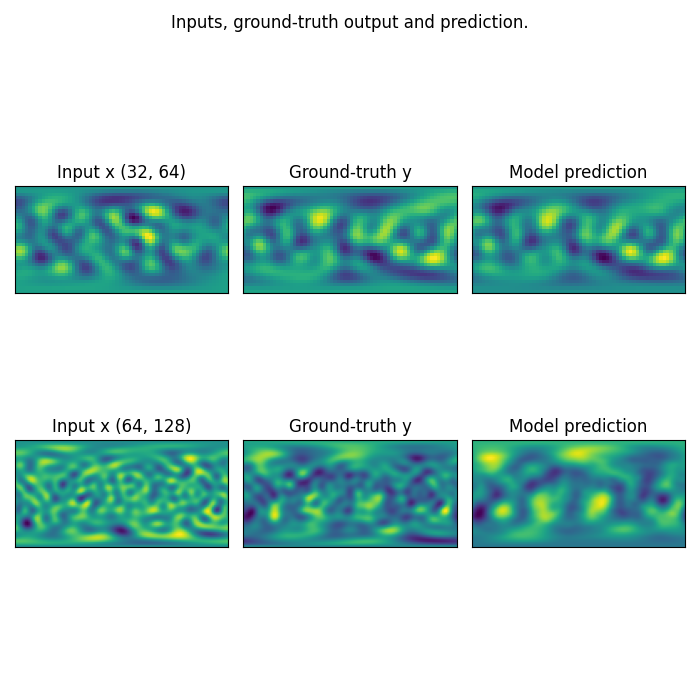 Inputs, ground-truth output and prediction.
Input x (32, 64)
Ground-truth y
Model prediction
Input x (64, 128)
Ground-truth y
Model prediction